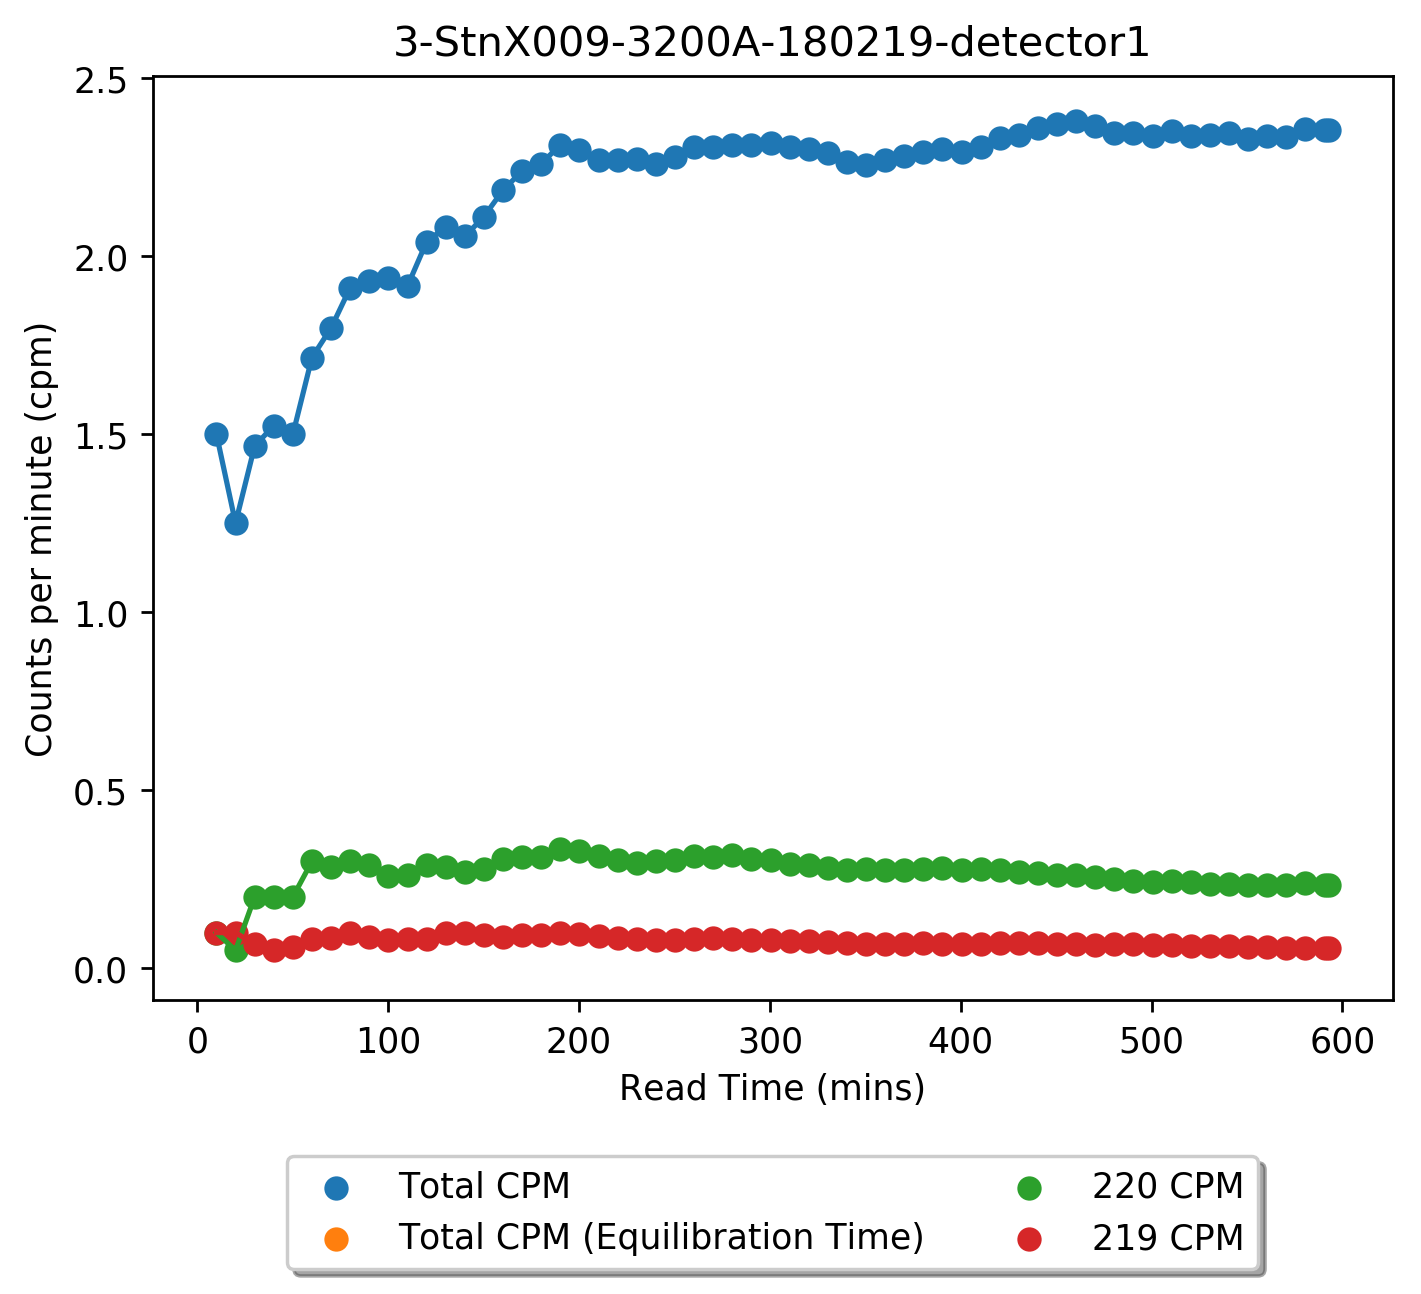 3-StnX009-3200A-180219-detector1
2.5
2.0
1.5
1.0
0.5
0.0
Counts per minute (cpm)
0 100 200 300 400 500 600
Read Time (mins)
Total CPM 220 CPM
Total CPM (Equilibration Time) 219 CPM